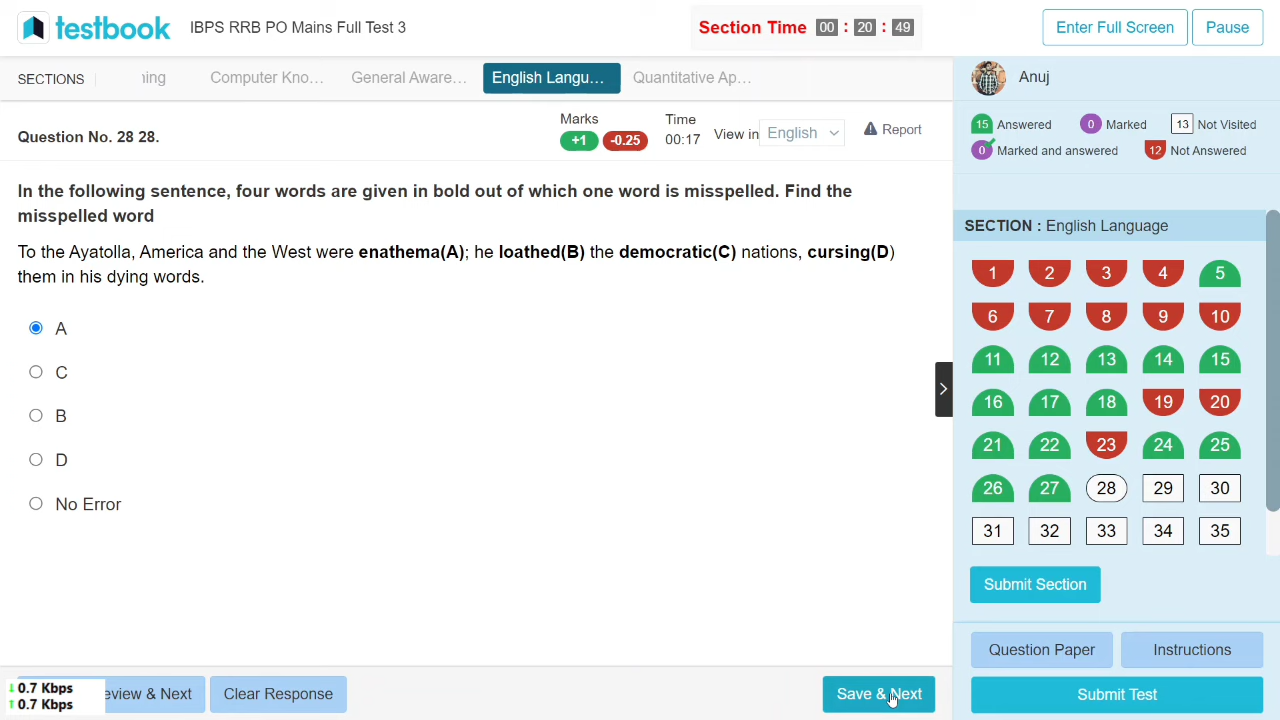 testbook
IBPS RRB PO Mains Full Test 3
Section Time 00 : 20 : 49
Enter Full Screen
Pause
SECTIONS
ning
Computer Kno...
General Aware...
English Langu...
Quantitative Ap...
Anuj
Question No. 28 28.
Marks
+1 -0.25
Time
00:17
View in English
Report
15 Answered
0 Marked
13 Not Visited
0 Marked and answered
12 Not Answered
In the following sentence, four words are given in bold out of which one word is misspelled. Find the
misspelled word
To the Ayatolla, America and the West were enathema(A); he loathed(B) the democratic(C) nations, cursing(D)
them in his dying words.
A
C
B
D
No Error
SECTION : English Language
1 2 3 4 5
6 7 8 9 10
11 12 13 14 15
16 17 18 19 20
21 22 23 24 25
26 27 28 29 30
31 32 33 34 35
Submit Section
Question Paper
Instructions
Submit Test
0.7 Kbps
0.7 Kbps
eview & Next
Clear Response
Save & Next